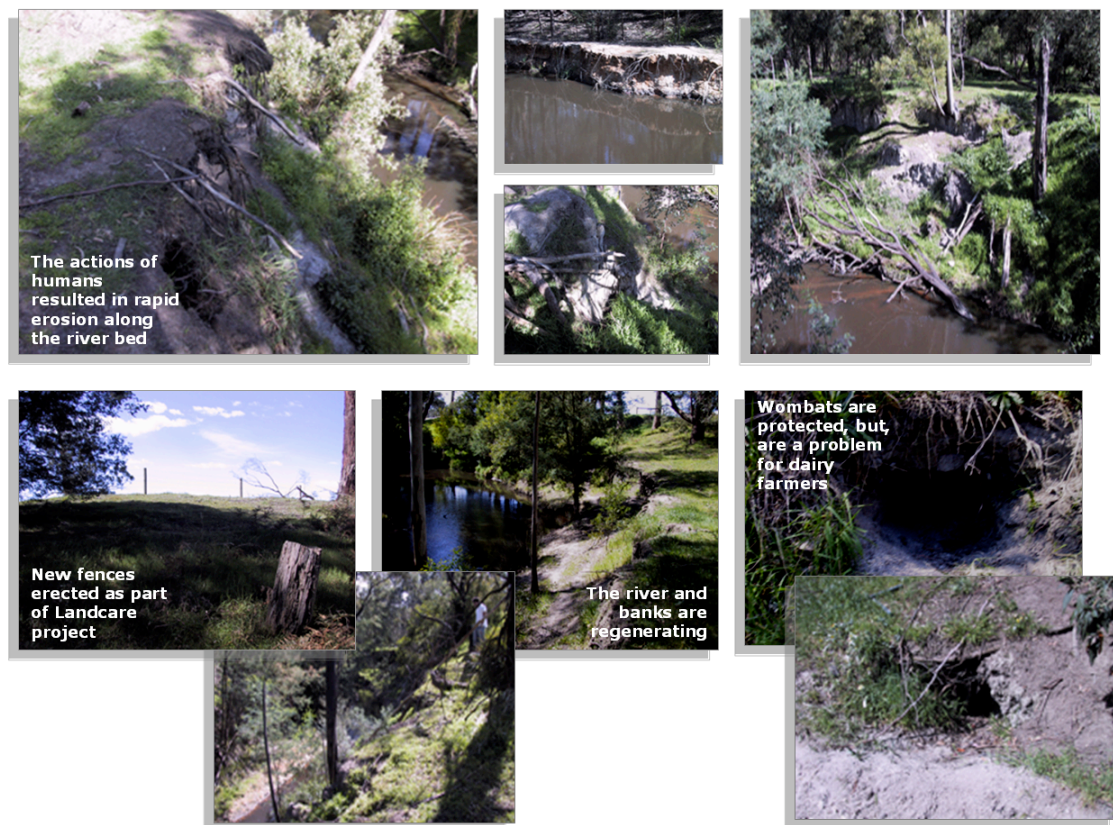 The actions of
humans
resulted in rapid
erosion along
the river bed
New fences
erected as part
of Landcare
project
The river and
banks are
regenerating
Wombats are
protected, but,
are a problem
for dairy
farmers